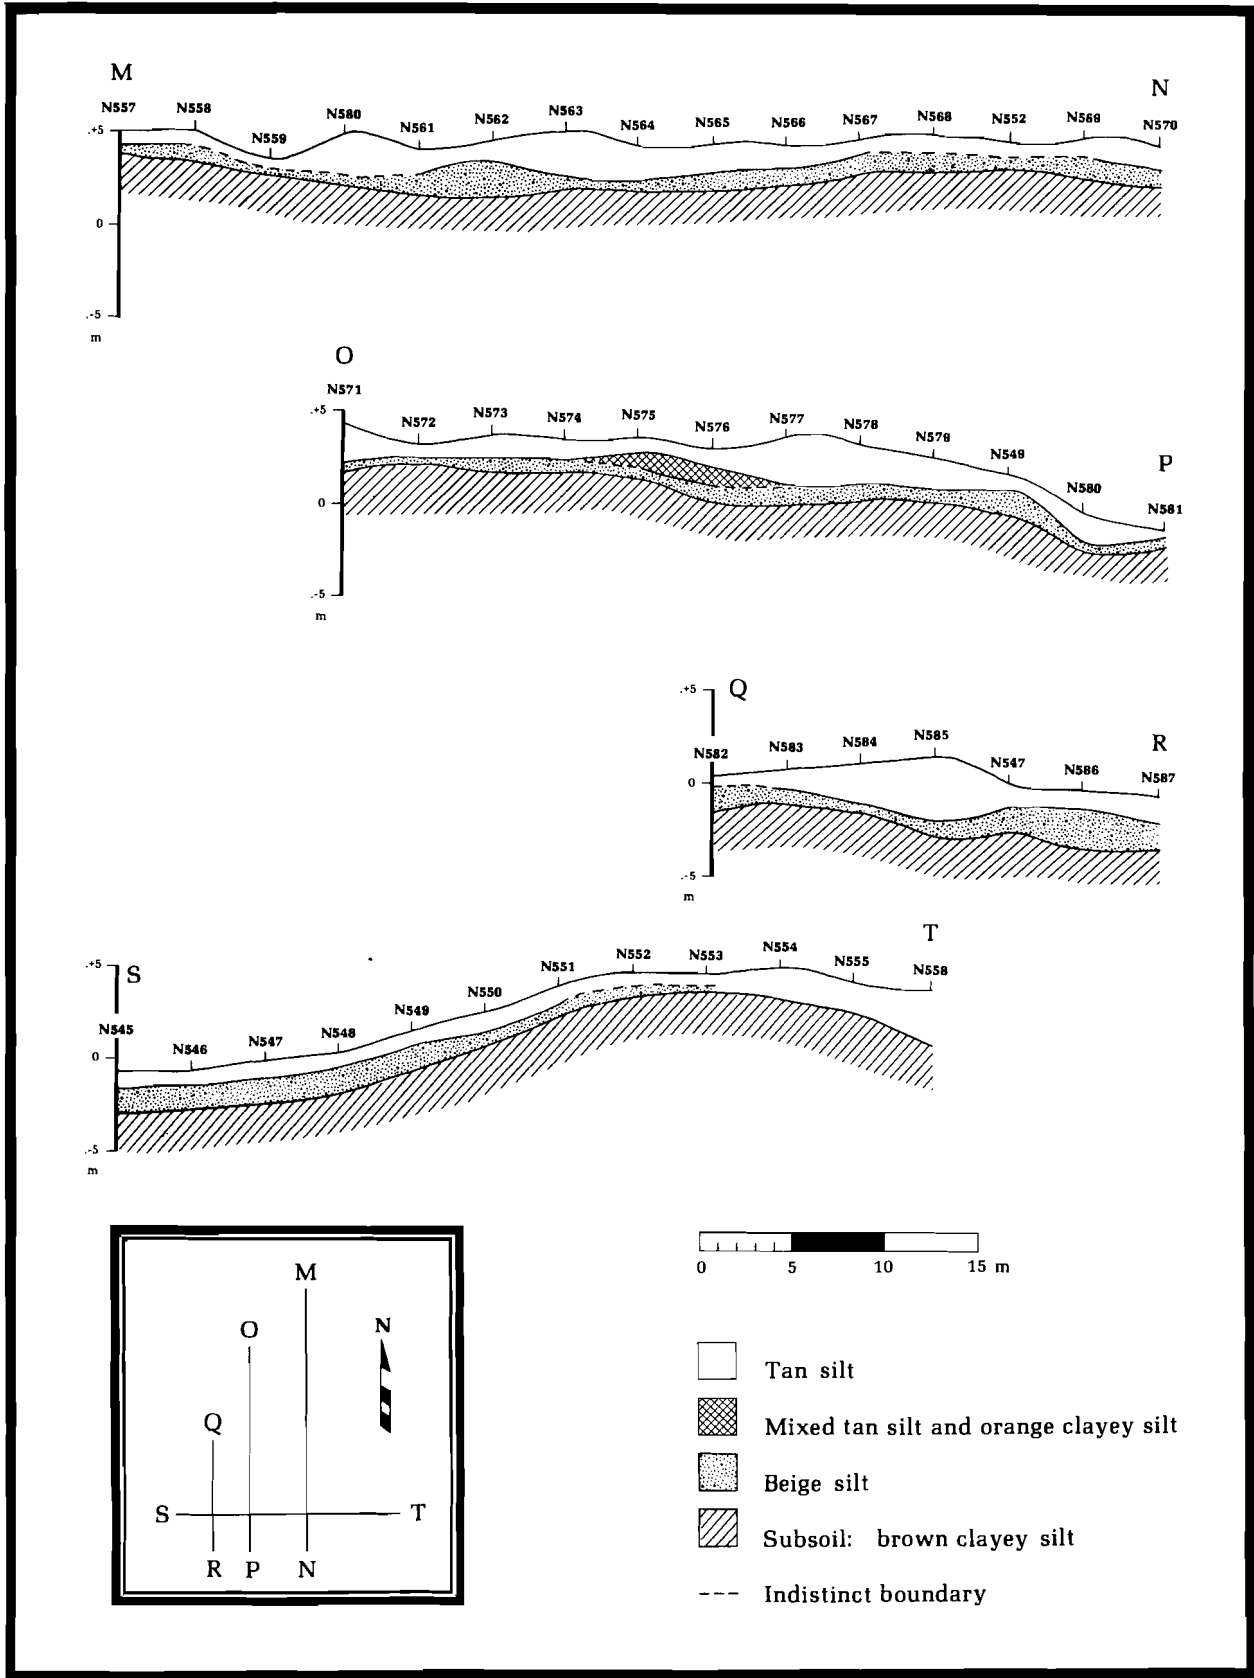 M
N
N557 N558 N559 N580 N561 N562 N563 N564 N565 N566 N567 N568 N552 N569 N570
.+5
0
.-5
m
O
P
N571 N572 N573 N574 N575 N576 N577 N578 N579 N549 N580 N581
.+5
0
.-5
m
Q
R
.+5
N582 N583 N584 N585 N547 N586 N587
0
.-5
m
S
T
.+5
N545 N546 N547 N548 N549 N550 N551 N552 N553 N554 N555 N558
0
.-5
m
M
O
N
Q
S T
R P N
0 5 10 15 m
Tan silt
Mixed tan silt and orange clayey silt
Beige silt
Subsoil: brown clayey silt
Indistinct boundary